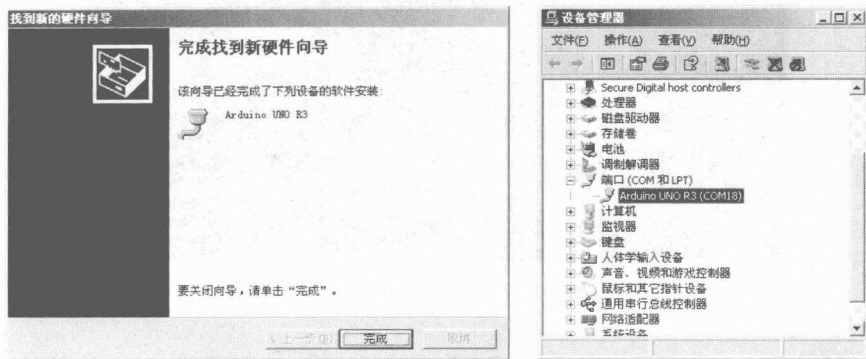 找到新的硬件向导
完成找到新硬件向导
该向导已经完成了下列设备的软件安装:
Arduino UNO R3
要关闭向导，请单击“完成”。
<上一步(B) 完成 取消
设备管理器
文件(F) 操作(A) 查看(V) 帮助(H)
Secure Digital host controllers
处理器
磁盘驱动器
存储卷
电池
调制解调器
端口 (COM 和 LPT)
Arduino UNO R3 (COM18)
计算机
监视器
键盘
人体学输入设备
声音、视频和游戏控制器
鼠标和其它指针设备
通用串行总线控制器
网络适配器
系统设备